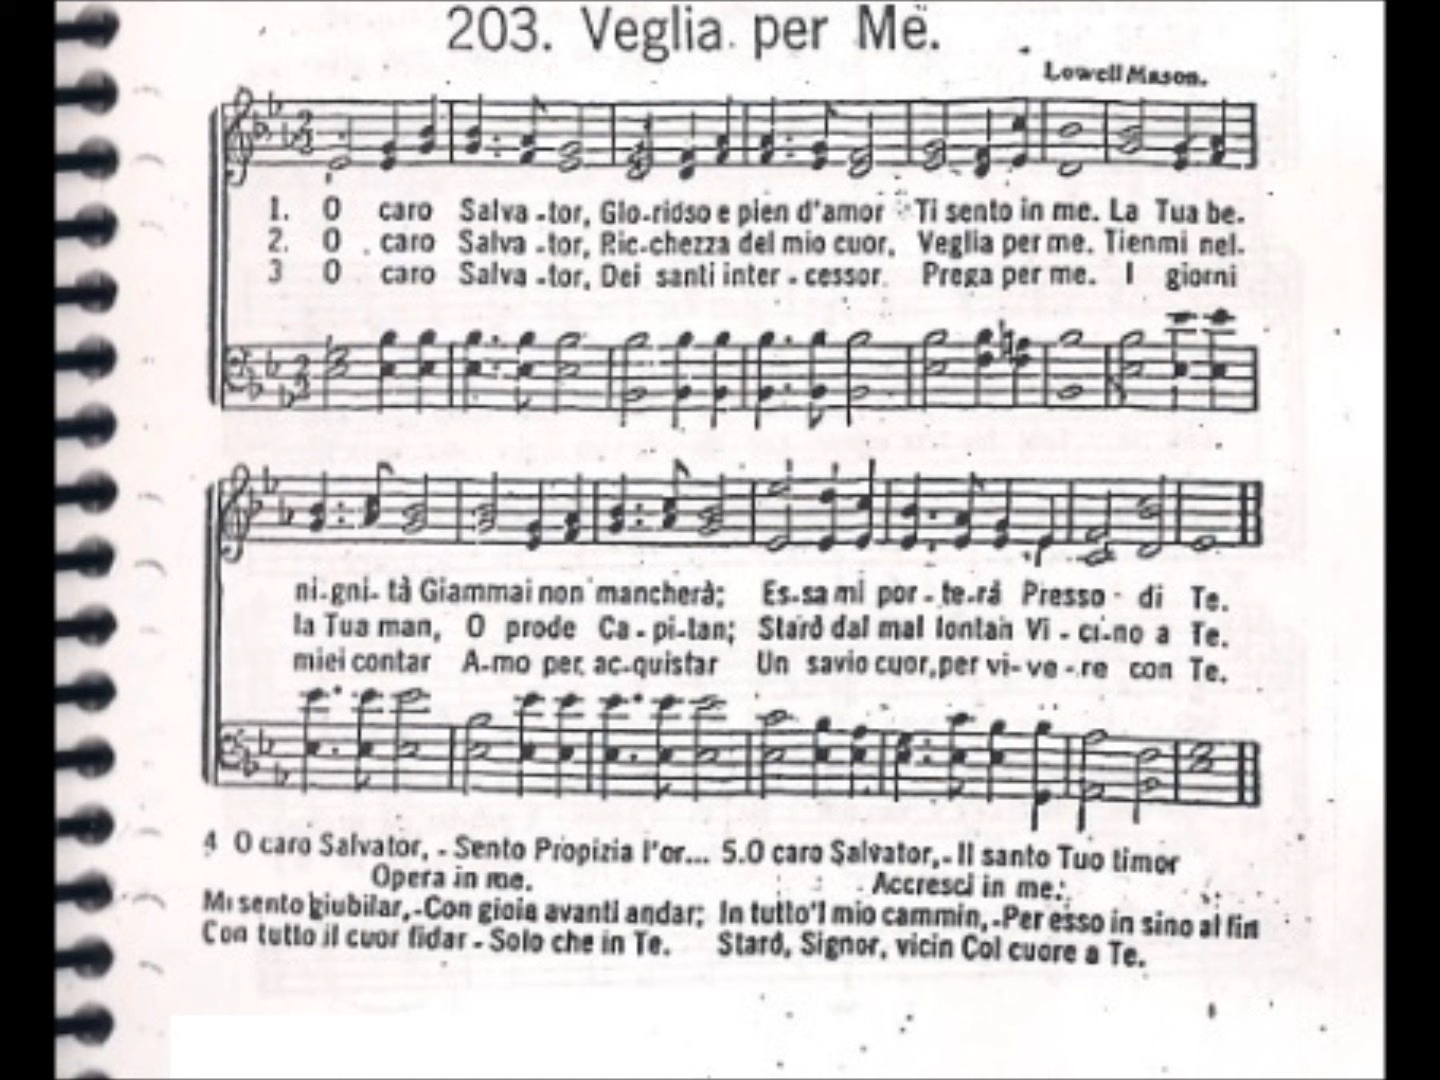 203. Veglia per Me.
Lowell Mason.
1. O caro Salva-tor, Glo-rioso e pien d'amor Ti sento in me. La Tua be-
2. O caro Salva-tor, Ric-chezza del mio cuor, Veglia per me. Tienmi nel-
3 O caro Salva-tor, Dei santi inter-cessor. Prega per me. I giorni
ni-gni-tà Giammai non mancherà; Es-sa mi por-te-rá Presso-di Te.
la Tua man, O prode Ca-pi-tan; Starò dal mal lontan Vi-ci-no a Te.
miei contar A-mo per ac-quistar Un savio cuor, per vi-ve-re con Te.
4 O caro Salvator, - Sento Propizia l'or... 5. O caro Salvator, - Il santo Tuo timor
Opera in me. Accresci in me.
Mi sento giubilar, - Con gioia avanti andar; In tutto'l mio cammin, - Per esso in sino al fin
Con tutto il cuor fidar - Solo che in Te. Starò, Signor, vicin Col cuore a Te.